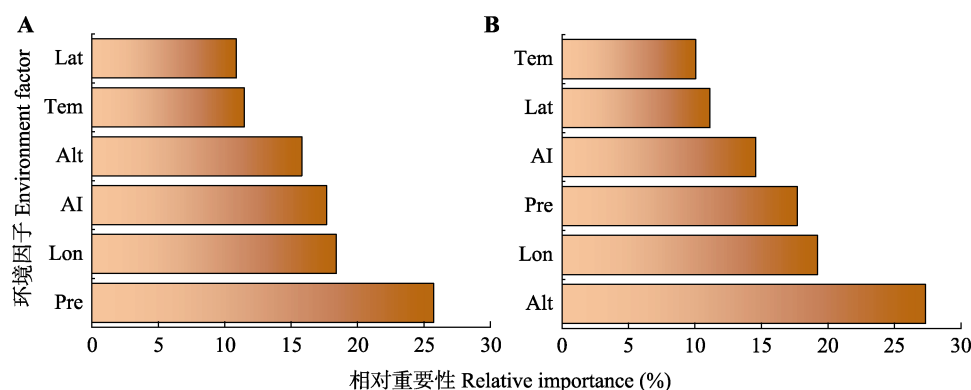 A
环境因子 Environment factor
Lat
Tem
Alt
AI
Lon
Pre
0 5 10 15 20 25 30
B
Tem
Lat
AI
Pre
Lon
Alt
0 5 10 15 20 25 30
相对重要性 Relative importance (%)